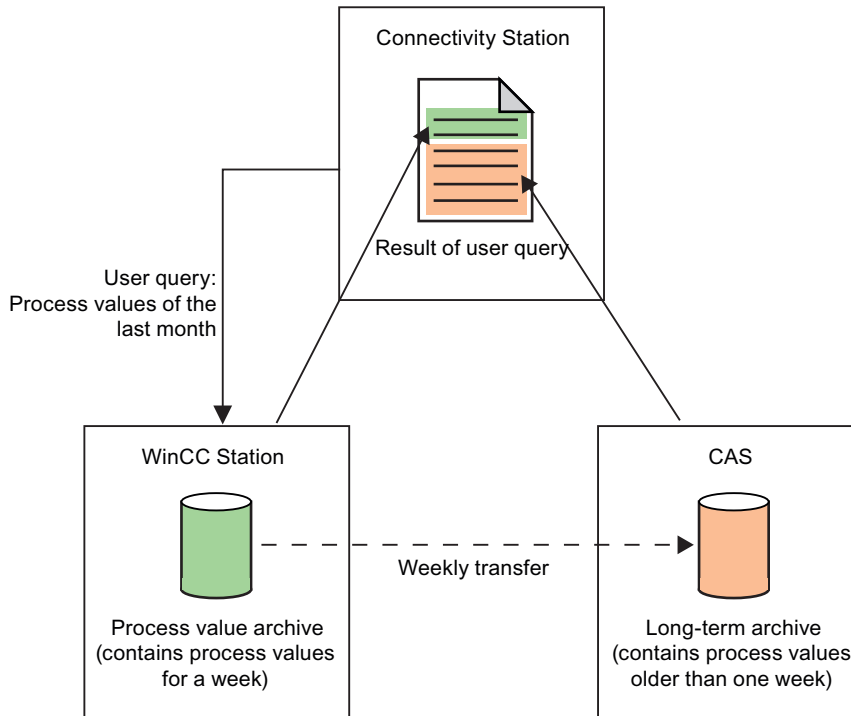 Connectivity Station
Result of user query
User query:
Process values of the
last month
WinCC Station
CAS
Weekly transfer
Process value archive
(contains process values
for a week)
Long-term archive
(contains process values
older than one week)